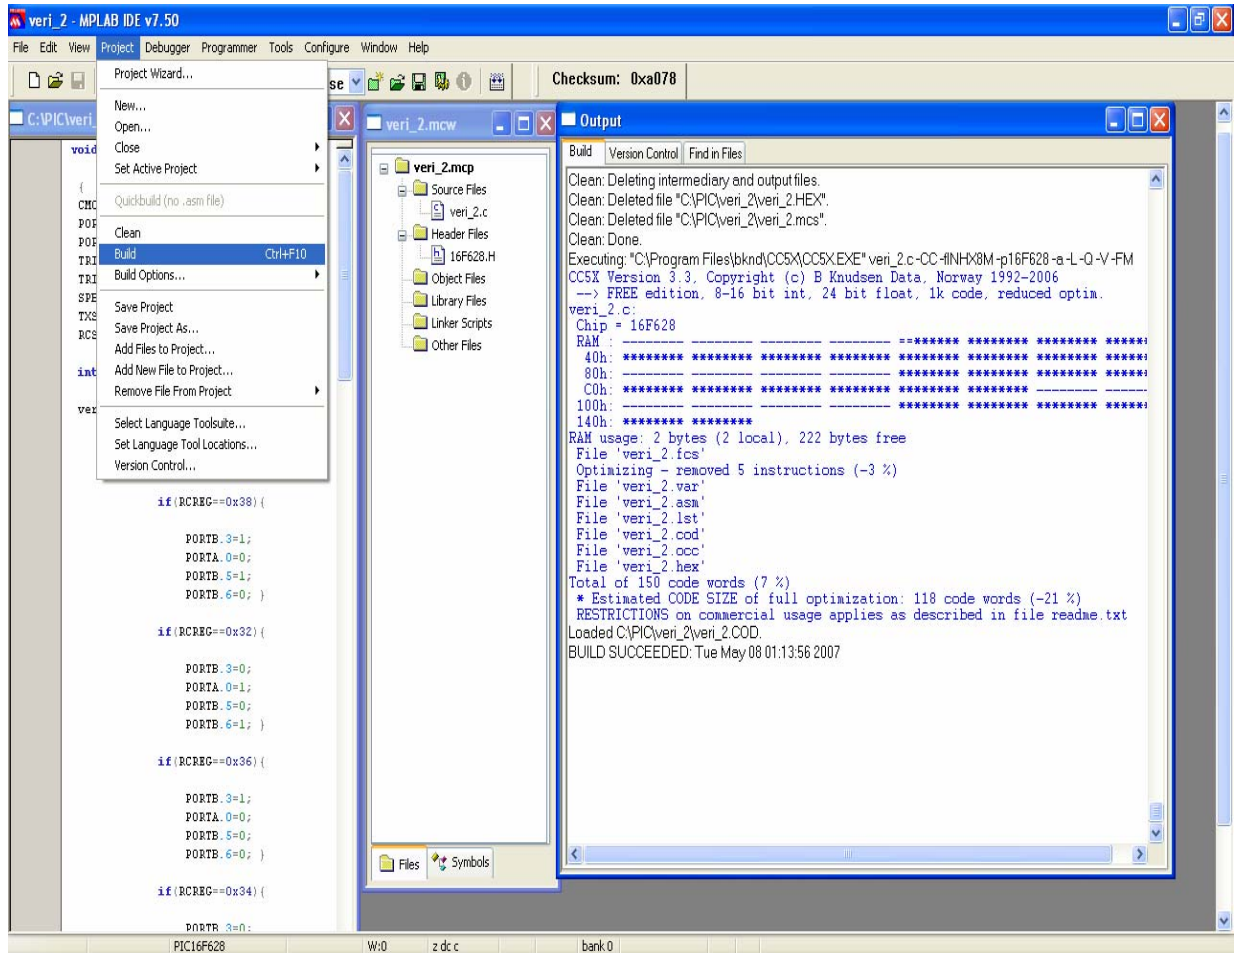 veri_2 - MPLAB IDE v7.50
File Edit View Project Debugger Programmer Tools Configure Window Help
Checksum: 0xa078
Project Wizard...
New...
Open...
Close
Set Active Project
Quickbuild (no .asm file)
Clean
Build Ctrl+F10
Build Options...
Save Project
Save Project As...
Add Files to Project...
Add New File to Project...
Remove File From Project
Select Language Toolsuite...
Set Language Tool Locations...
Version Control...
C:\PIC\veri_
void
{
CMC
POR
POR
TRI
TRI
SPE
TXS
RCS
int
ver
if(RCREG==0x38){
PORTB.3=1;
PORTA.0=0;
PORTB.5=1;
PORTB.6=0; }
if(RCREG==0x32){
PORTB.3=0;
PORTA.0=1;
PORTB.5=0;
PORTB.6=1; }
if(RCREG==0x36){
PORTB.3=1;
PORTA.0=0;
PORTB.5=0;
PORTB.6=0; }
if(RCREG==0x34){
PORTB.3=0;
veri_2.mcw
veri_2.mcp
Source Files
veri_2.c
Header Files
16F628.H
Object Files
Library Files
Linker Scripts
Other Files
Files Symbols
Output
Build Version Control Find in Files
Clean: Deleting intermediary and output files.
Clean: Deleted file "C:\PIC\veri_2\veri_2.HEX".
Clean: Deleted file "C:\PIC\veri_2\veri_2.mcs".
Clean: Done.
Executing: "C:\Program Files\bknd\CC5X\CC5X.EXE" veri_2.c -CC -fINHX8M -p16F628 -a -L -Q -V -FM
CC5X Version 3.3, Copyright (c) B Knudsen Data, Norway 1992-2006
--> FREE edition, 8-16 bit int, 24 bit float, 1k code, reduced optim.
veri_2.c:
Chip = 16F628
RAM : -------- -------- -------- -------- ==****** ******** ******** ******
40h: ******** ******** ******** ******** ******** ******** ******** ******
80h: -------- -------- -------- -------- ******** ******** ******** ******
C0h: ******** ******** ******** ******** ******** ******** -------- ------
100h: -------- -------- -------- -------- ******** ******** ******** ******
140h: ******** ********
RAM usage: 2 bytes (2 local), 222 bytes free
File 'veri_2.fcs'
Optimizing - removed 5 instructions (-3 %)
File 'veri_2.var'
File 'veri_2.asm'
File 'veri_2.lst'
File 'veri_2.cod'
File 'veri_2.occ'
File 'veri_2.hex'
Total of 150 code words (7 %)
* Estimated CODE SIZE of full optimization: 118 code words (-21 %)
RESTRICTIONS on commercial usage applies as described in file readme.txt
Loaded C:\PIC\veri_2\veri_2.COD.
BUILD SUCCEEDED: Tue May 08 01:13:56 2007
PIC16F628 W:0 z dc c bank 0